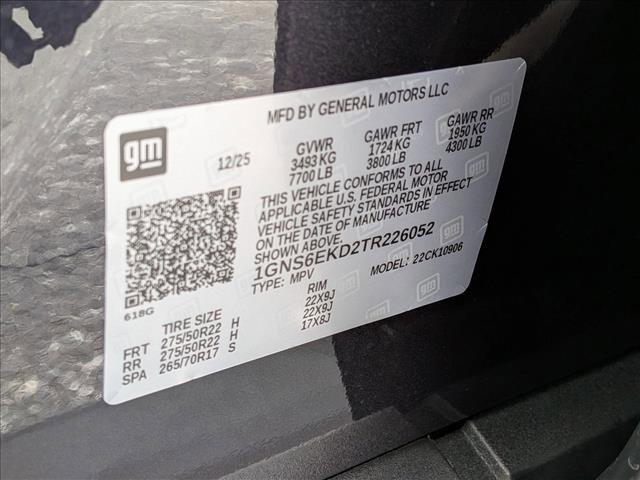 MFD BY GENERAL MOTORS LLC
gm
12/25
GVWR
3493 KG
7700 LB
GAWR FRT
1724 KG
3800 LB
GAWR RR
1950 KG
4300 LB
THIS VEHICLE CONFORMS TO ALL
APPLICABLE U.S. FEDERAL MOTOR
VEHICLE SAFETY STANDARDS IN EFFECT
ON THE DATE OF MANUFACTURE
SHOWN ABOVE.
1GNS6EKD2TR226052
TYPE: MPV
MODEL: 22CK10906
618G
TIRE SIZE RIM
FRT 275/50R22 H 22X9J
RR 275/50R22 H 22X9J
SPA 265/70R17 S 17X8J